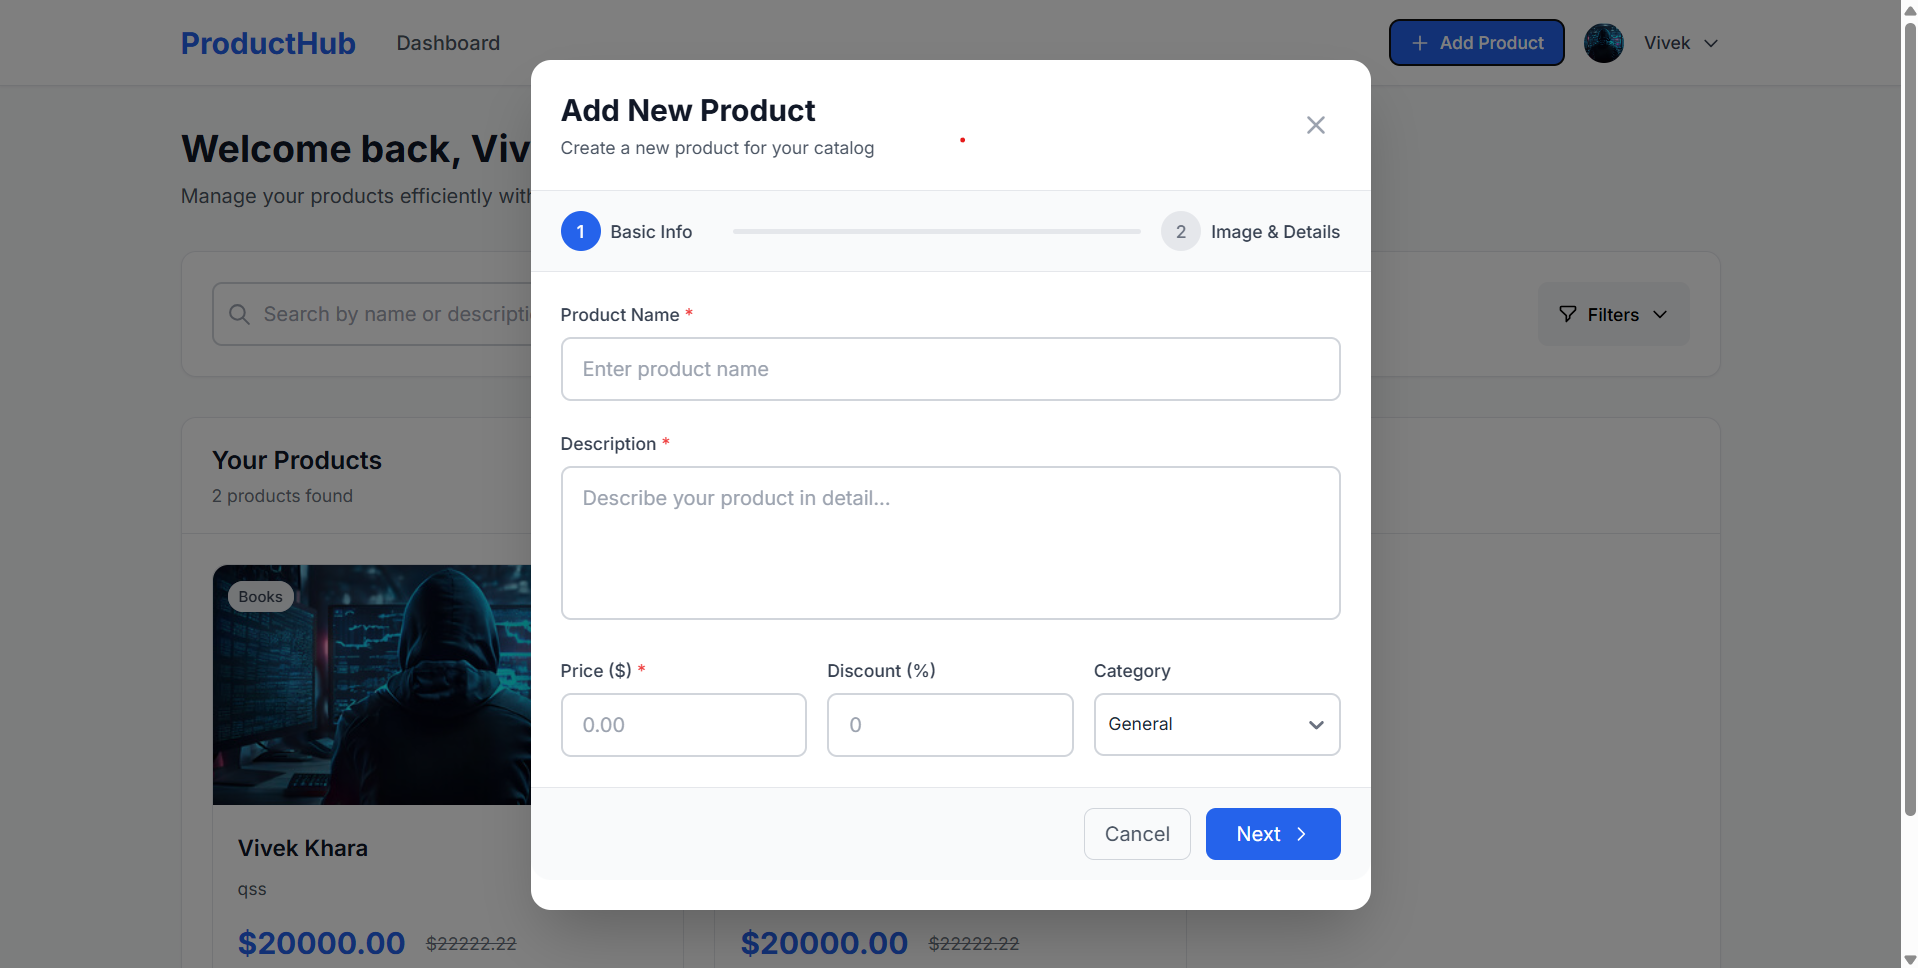 ProductHub
Dashboard
Add Product
Vivek
Welcome back, Viv
Manage your products efficiently with
Search by name or descripti
Filters
Your Products
2 products found
Books
Vivek Khara
qss
$20000.00 $22222.22
$20000.00 $22222.22
Add New Product
Create a new product for your catalog
1 Basic Info
2 Image & Details
Product Name *
Enter product name
Description *
Describe your product in detail...
Price ($) *
Discount (%)
Category
0.00
0
General
Cancel
Next